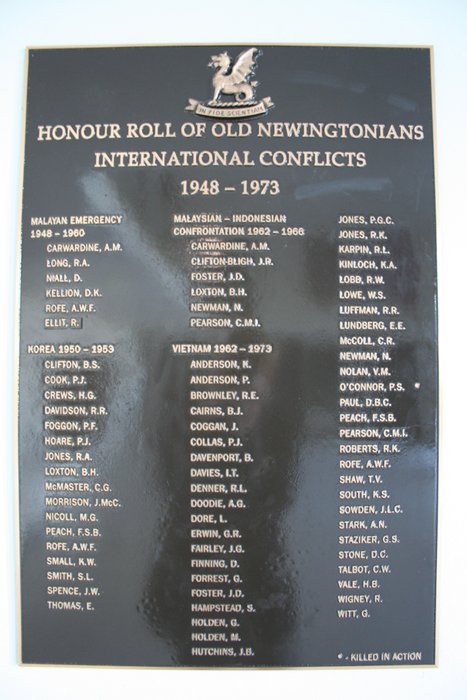 IN FIDE SCIENTIAM
HONOUR ROLL OF OLD NEWINGTONIANS
INTERNATIONAL CONFLICTS
1948 – 1973
MALAYAN EMERGENCY
1948 – 1960
CARWARDINE, A.M.
LONG, R.A.
NIALL, D.
KELLION, D.K.
ROFE, A.W.F.
ELLIT, R.
KOREA 1950 – 1953
CLIFTON, B.S.
COOK, P.J.
CREWS, H.G.
DAVIDSON, R.R.
FOGGON, P.F.
HOARE, P.J.
JONES, R.A.
LOXTON, B.H.
McMASTER, C.G.
MORRISON, J.McC.
NICOLL, M.G.
PEACH, F.S.B.
ROFE, A.W.F.
SMALL, K.W.
SMITH, S.L.
SPENCE, J.W.
THOMAS, E.
MALAYSIAN – INDONESIAN
CONFRONTATION 1962 – 1966
CARWARDINE, A.M.
CLIFTON-BLIGH, J.R.
FOSTER, J.D.
LOXTON, B.H.
NEWMAN, N.
PEARSON, C.M.I.
VIETNAM 1962 – 1973
ANDERSON, K.
ANDERSON, P.
BROWNLEY, R.E.
CAIRNS, B.J.
COGGAN, J.
COLLAS, P.J.
DAVENPORT, B.
DAVIES, I.T.
DENNER, R.L.
DOODIE, A.G.
DORE, L.
ERWIN, G.R.
FAIRLEY, J.G.
FINNING, D.
FORREST, G.
FOSTER, J.D.
HAMPSTEAD, S.
HOLDEN, G.
HOLDEN, M.
HUTCHINS, J.B.
JONES, P.G.C.
JONES, R.K.
KARPIN, R.L.
KINLOCH, K.A.
LOBB, R.W.
LOWE, W.S.
LUFFMAN, R.R.
LUNDBERG, E.E.
McCOLL, C.R.
NEWMAN, N.
NOLAN, V.M.
O'CONNOR, P.S. *
PAUL, D.B.C.
PEACH, F.S.B.
PEARSON, C.M.I.
ROBERTS, R.K.
ROFE, A.W.F.
SHAW, T.V.
SOUTH, K.S.
SOWDEN, J.L.C.
STARK, A.N.
STAZIKER, G.S.
STONE, D.C.
TALBOT, C.W.
VALE, H.B.
WIGNEY, R.
WITT, G.
* - KILLED IN ACTION